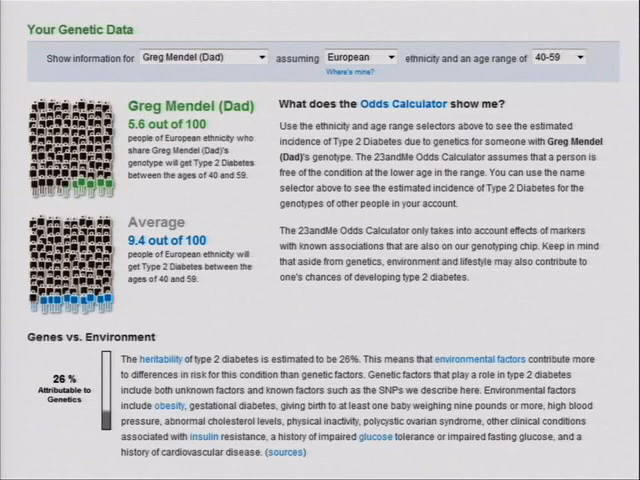 Your Genetic Data
Show information for Greg Mendel (Dad) assuming European ethnicity and an age range of 40-59
Where's mine?
Greg Mendel (Dad)
5.6 out of 100
people of European ethnicity who
share Greg Mendel (Dad)'s
genotype will get Type 2 Diabetes
between the ages of 40 and 59.
What does the Odds Calculator show me?
Use the ethnicity and age range selectors above to see the estimated
incidence of Type 2 Diabetes due to genetics for someone with Greg Mendel
(Dad)'s genotype. The 23andMe Odds Calculator assumes that a person is
free of the condition at the lower age in the range. You can use the name
selector above to see the estimated incidence of Type 2 Diabetes for the
genotypes of other people in your account.
Average
9.4 out of 100
people of European ethnicity will
get Type 2 Diabetes between the
ages of 40 and 59.
The 23andMe Odds Calculator only takes into account effects of markers
with known associations that are also on our genotyping chip. Keep in mind
that aside from genetics, environment and lifestyle may also contribute to
one's chances of developing type 2 diabetes.
Genes vs. Environment
26 %
Attributable to
Genetics
The heritability of type 2 diabetes is estimated to be 26%. This means that environmental factors contribute more
to differences in risk for this condition than genetic factors. Genetic factors that play a role in type 2 diabetes
include both unknown factors and known factors such as the SNPs we describe here. Environmental factors
include obesity, gestational diabetes, giving birth to at least one baby weighing nine pounds or more, high blood
pressure, abnormal cholesterol levels, physical inactivity, polycystic ovarian syndrome, other clinical conditions
associated with insulin resistance, a history of impaired glucose tolerance or impaired fasting glucose, and a
history of cardiovascular disease. (sources)